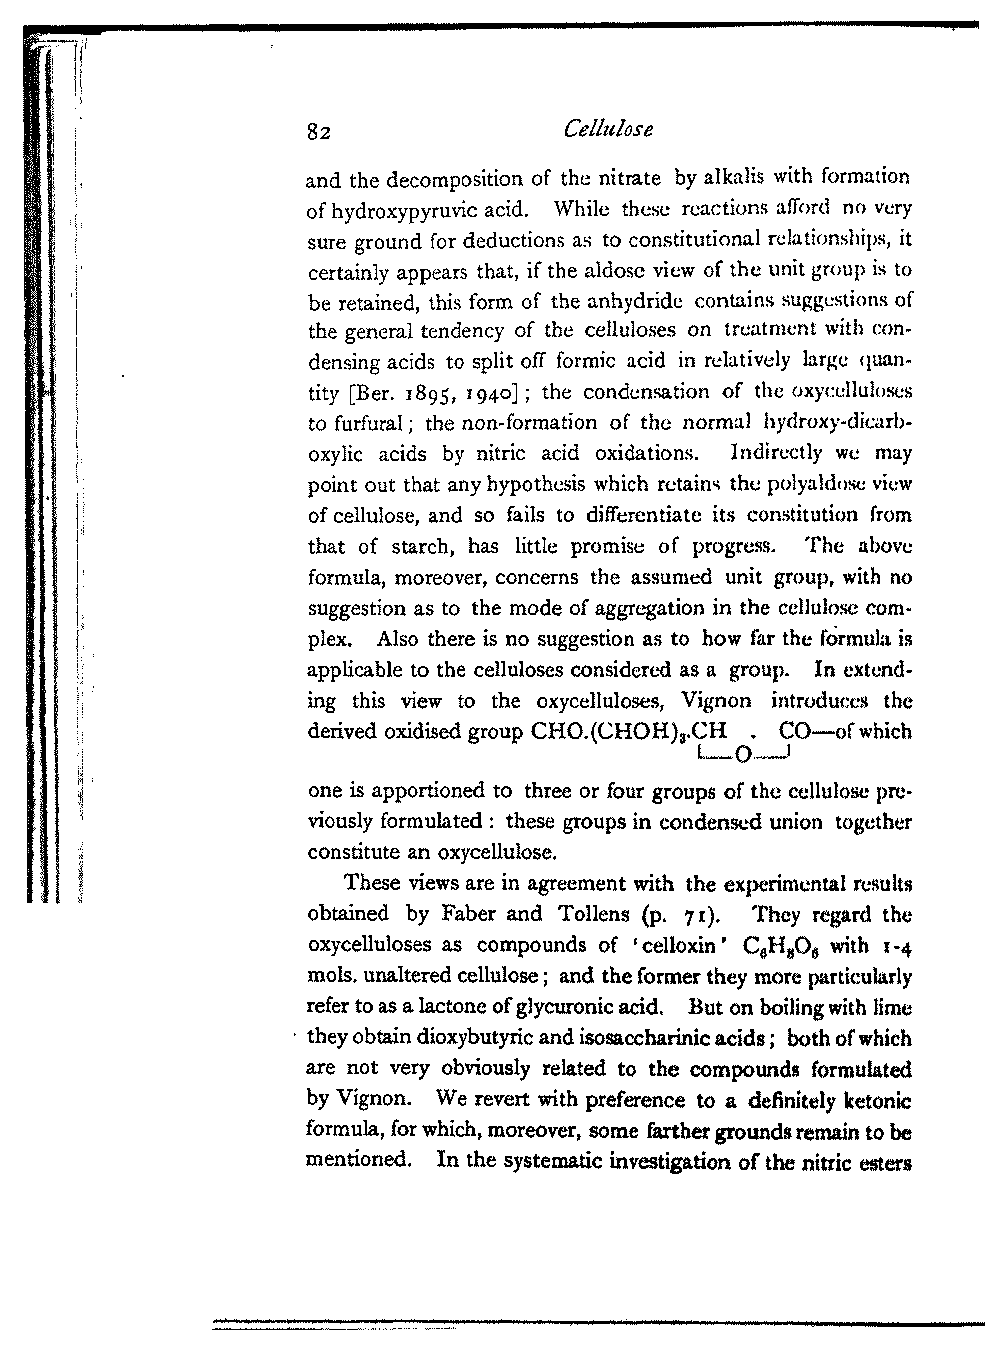 82 Cellulose
and the decomposition of the nitrate by alkalis with formation
of hydroxypyruvic acid. While these reactions afford no very
sure ground for deductions as to constitutional relationships, it
certainly appears that, if the aldose view of the unit group is to
be retained, this form of the anhydride contains suggestions of
the general tendency of the celluloses on treatment with con-
densing acids to split off formic acid in relatively large quan-
tity [Ber. 1895, 1940]; the condensation of the oxycelluloses
to furfural; the non-formation of the normal hydroxy-dicarb-
oxylic acids by nitric acid oxidations. Indirectly we may
point out that any hypothesis which retains the polyaldose view
of cellulose, and so fails to differentiate its constitution from
that of starch, has little promise of progress. The above
formula, moreover, concerns the assumed unit group, with no
suggestion as to the mode of aggregation in the cellulose com-
plex. Also there is no suggestion as to how far the formula is
applicable to the celluloses considered as a group. In extend-
ing this view to the oxycelluloses, Vignon introduces the
derived oxidised group CHO.(CHOH)₃.CH . CO—of which
O
one is apportioned to three or four groups of the cellulose pre-
viously formulated: these groups in condensed union together
constitute an oxycellulose.
These views are in agreement with the experimental results
obtained by Faber and Tollens (p. 71). They regard the
oxycelluloses as compounds of 'celloxin' C₆H₈O₆ with 1-4
mols. unaltered cellulose; and the former they more particularly
refer to as a lactone of glycuronic acid. But on boiling with lime
they obtain dioxybutyric and isosaccharinic acids; both of which
are not very obviously related to the compounds formulated
by Vignon. We revert with preference to a definitely ketonic
formula, for which, moreover, some farther grounds remain to be
mentioned. In the systematic investigation of the nitric esters